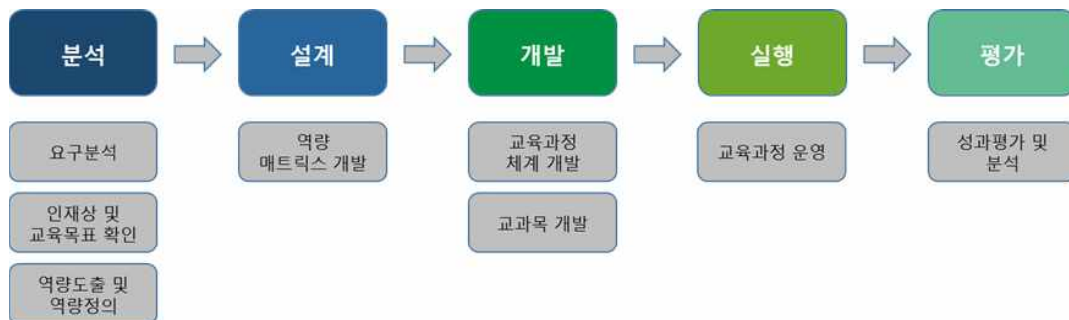 분석
설계
개발
실행
평가
요구분석
인재상 및
교육목표 확인
역량도출 및
역량정의
역량
매트릭스 개발
교육과정
체계 개발
교과목 개발
교육과정 운영
성과평가 및
분석